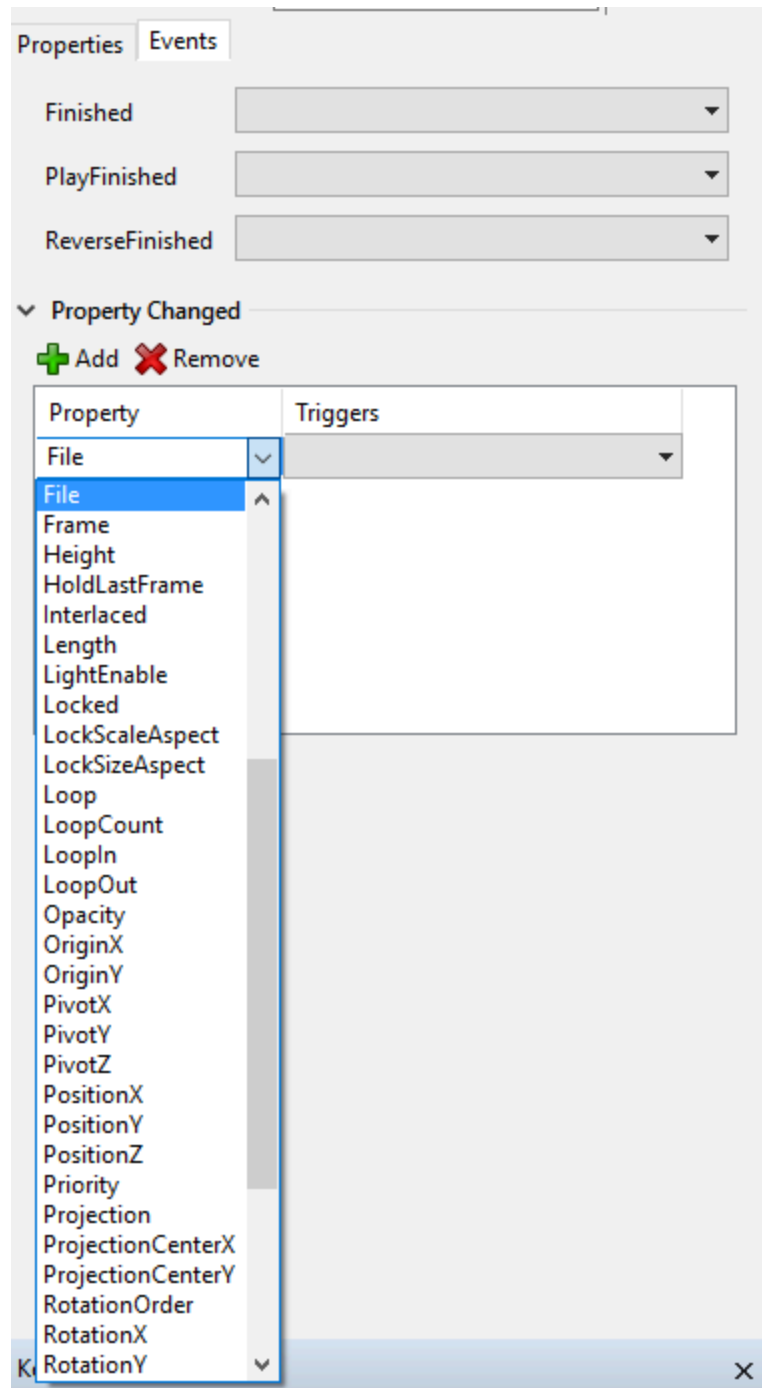 Properties Events
Finished
PlayFinished
ReverseFinished
Property Changed
Add Remove
Property Triggers
File
File
Frame
Height
HoldLastFrame
Interlaced
Length
LightEnable
Locked
LockScaleAspect
LockSizeAspect
Loop
LoopCount
LoopIn
LoopOut
Opacity
OriginX
OriginY
PivotX
PivotY
PivotZ
PositionX
PositionY
PositionZ
Priority
Projection
ProjectionCenterX
ProjectionCenterY
RotationOrder
RotationX
RotationY